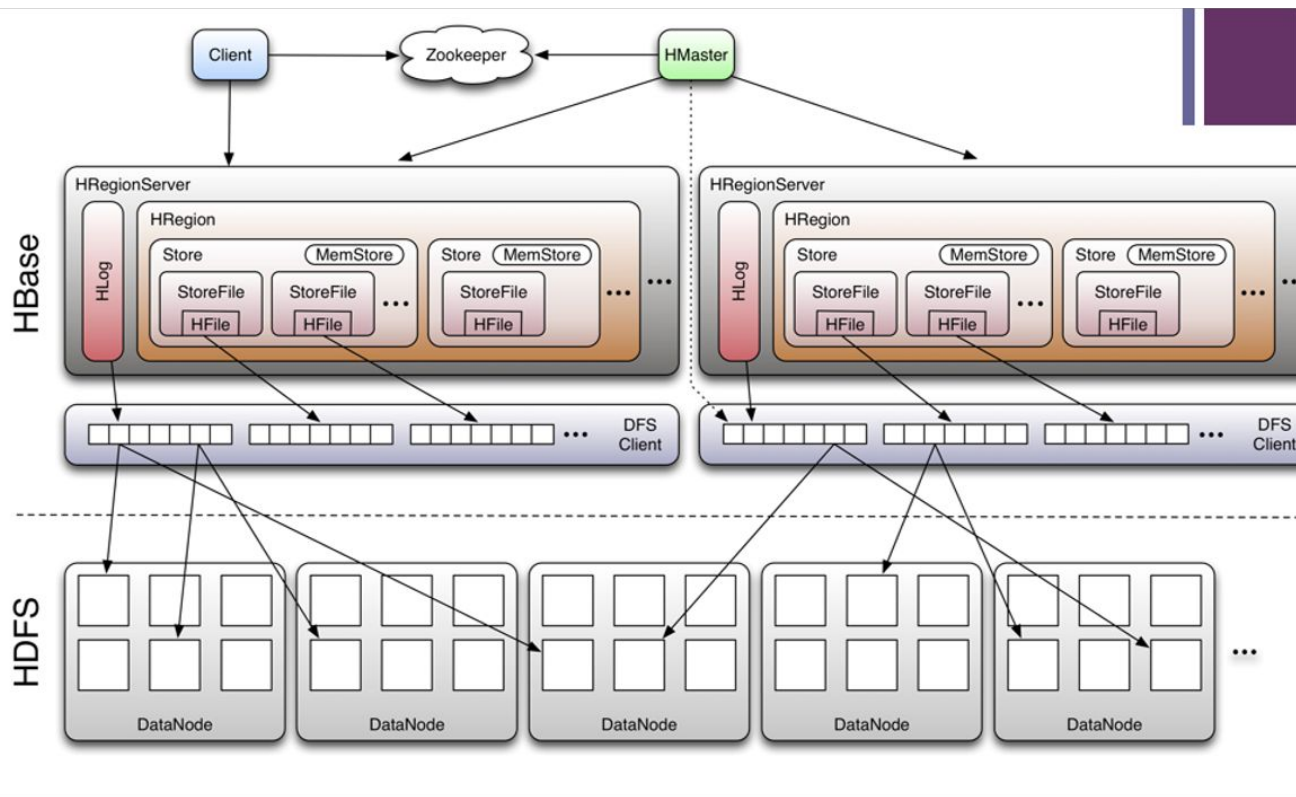 Client
Zookeeper
HMaster
HBase
HRegionServer
HLog
HRegion
Store
MemStore
StoreFile
HFile
StoreFile
HFile
...
Store
MemStore
StoreFile
HFile
...
...
HRegionServer
HLog
HRegion
Store
MemStore
StoreFile
HFile
StoreFile
HFile
...
Store
MemStore
StoreFile
HFile
...
...
DFS
Client
...
DFS
Client
...
HDFS
DataNode
DataNode
DataNode
DataNode
DataNode
...